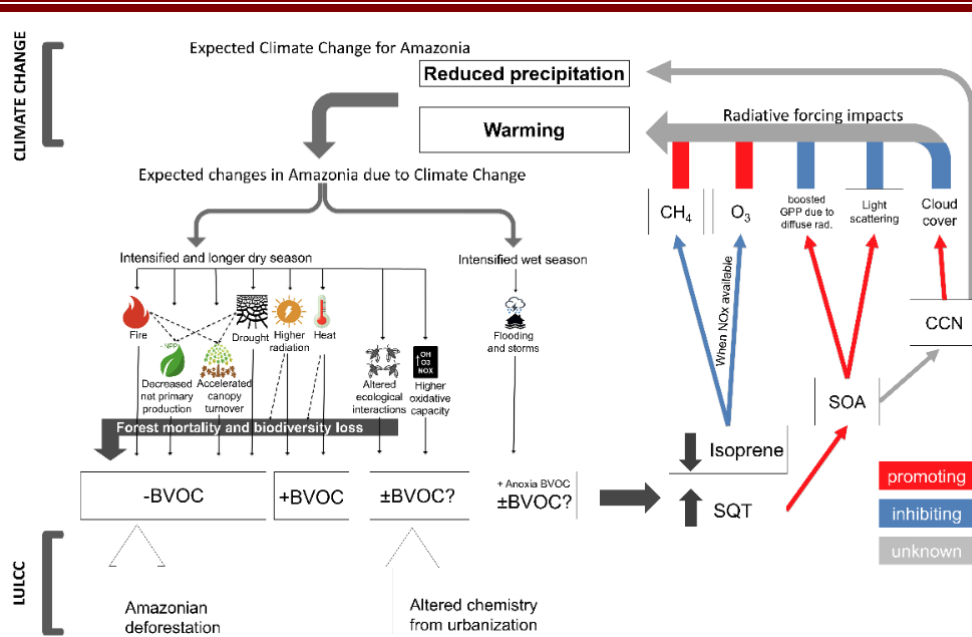 CLIMATE CHANGE
Expected Climate Change for Amazonia
Reduced precipitation
Warming
Radiative forcing impacts
Expected changes in Amazonia due to Climate Change
CH4
O3
boosted
GPP due to
diffuse rad.
Light
scattering
Cloud
cover
Intensified and longer dry season
Intensified wet season
Fire
Drought
Higher
radiation
Heat
Flooding
and storms
When NOx available
CCN
Decreased
net primary
production
Accelerated
canopy
turnover
Altered
ecological
interactions
↑OH
O3
NOX
Higher
oxidative
capacity
SOA
Forest mortality and biodiversity loss
Isoprene
SQT
-BVOC
+BVOC
±BVOC?
+ Anoxia BVOC
±BVOC?
promoting
inhibiting
unknown
LULCC
Amazonian
deforestation
Altered chemistry
from urbanization